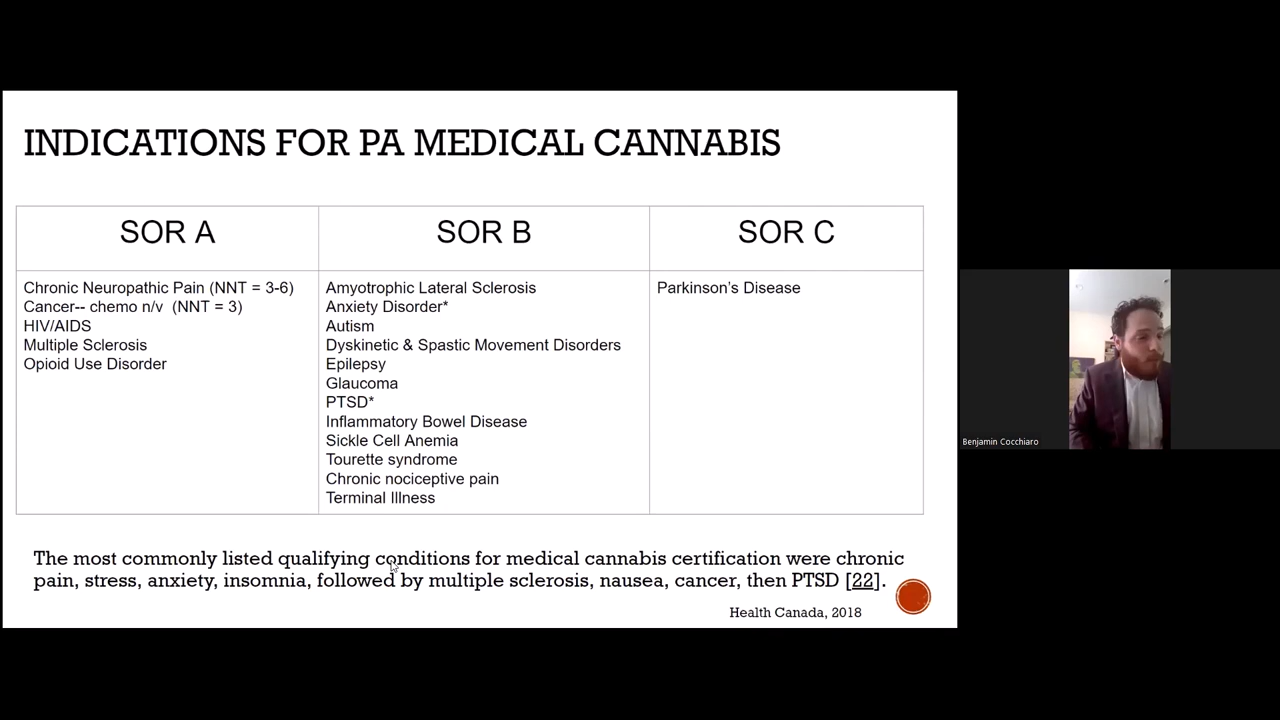 INDICATIONS FOR PA MEDICAL CANNABIS
SOR A
SOR B
SOR C
Chronic Neuropathic Pain (NNT = 3-6)
Cancer-- chemo n/v (NNT = 3)
HIV/AIDS
Multiple Sclerosis
Opioid Use Disorder
Amyotrophic Lateral Sclerosis
Anxiety Disorder*
Autism
Dyskinetic & Spastic Movement Disorders
Epilepsy
Glaucoma
PTSD*
Inflammatory Bowel Disease
Sickle Cell Anemia
Tourette syndrome
Chronic nociceptive pain
Terminal Illness
Parkinson's Disease
The most commonly listed qualifying conditions for medical cannabis certification were chronic
pain, stress, anxiety, insomnia, followed by multiple sclerosis, nausea, cancer, then PTSD [22].
Health Canada, 2018
Benjamin Cocchiaro